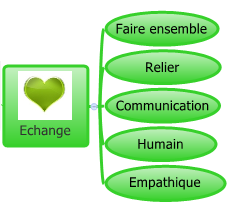 Faire ensemble
Relier
Communication
Echange
Humain
Empathique